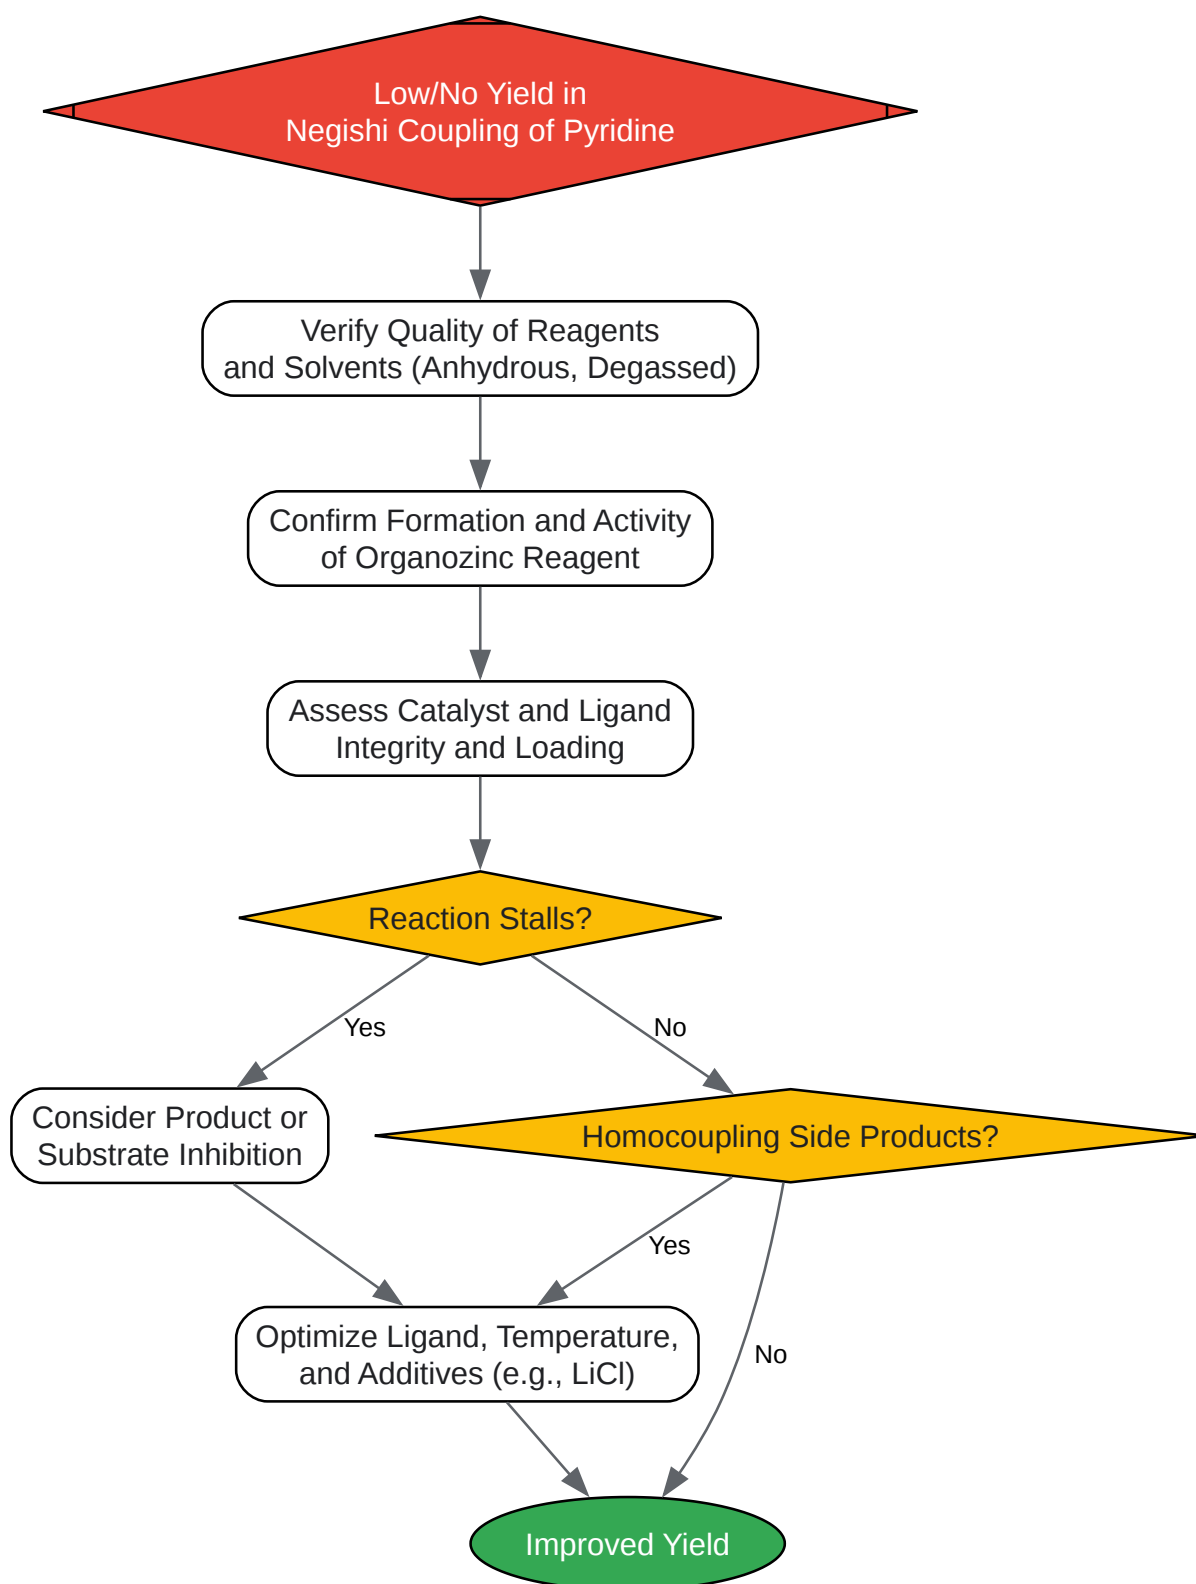 Low/No Yield in
Negishi Coupling of Pyridine
Verify Quality of Reagents
and Solvents (Anhydrous, Degassed)
Confirm Formation and Activity
of Organozinc Reagent
Assess Catalyst and Ligand
Integrity and Loading
Reaction Stalls?
Yes
No
Consider Product or
Substrate Inhibition
Homocoupling Side Products?
Yes
Optimize Ligand, Temperature,
and Additives (e.g., LiCl)
No
Improved Yield